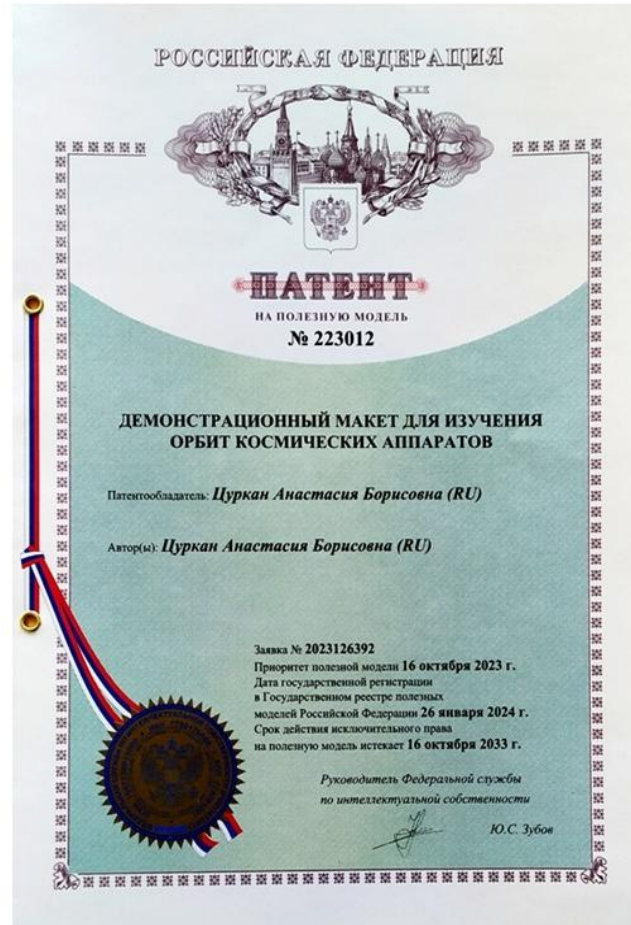 РОССИЙСКАЯ ФЕДЕРАЦИЯ
ПАТЕНТ
НА ПОЛЕЗНУЮ МОДЕЛЬ
№ 223012
ДЕМОНСТРАЦИОННЫЙ МАКЕТ ДЛЯ ИЗУЧЕНИЯ
ОРБИТ КОСМИЧЕСКИХ АППАРАТОВ
Патентообладатель: Цуркан Анастасия Борисовна (RU)
Автор(ы): Цуркан Анастасия Борисовна (RU)
Заявка № 2023126392
Приоритет полезной модели 16 октября 2023 г.
Дата государственной регистрации
в Государственном реестре полезных
моделей Российской Федерации 26 января 2024 г.
Срок действия исключительного права
на полезную модель истекает 16 октября 2033 г.
Руководитель Федеральной службы
по интеллектуальной собственности
Ю.С. Зубов